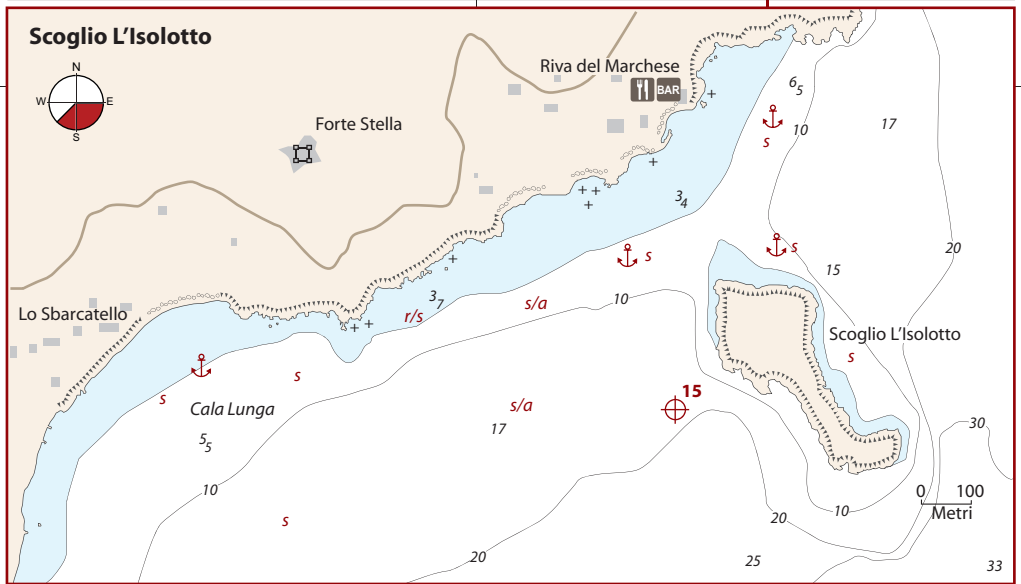 Scoglio L'Isolotto
N
W E
S
Forte Stella
Riva del Marchese
BAR
6 5
10
17
s
3 4
s
s
15
20
Lo Sbarcatello
3 7
r/s
s/a
10
Scoglio L'Isolotto
s
s
s
15
s/a
Cala Lunga
17
5 5
30
10
0 100
Metri
10
20
s
20
25
33